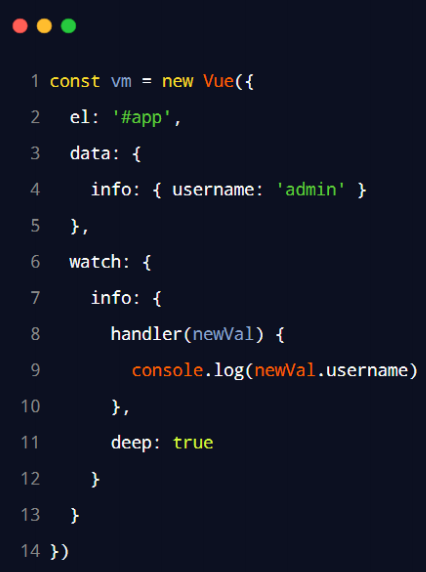 1 const vm = new Vue({
2   el: '#app',
3   data: {
4     info: { username: 'admin' }
5   },
6   watch: {
7     info: {
8       handler(newVal) {
9         console.log(newVal.username)
10       },
11       deep: true
12     }
13   }
14 })